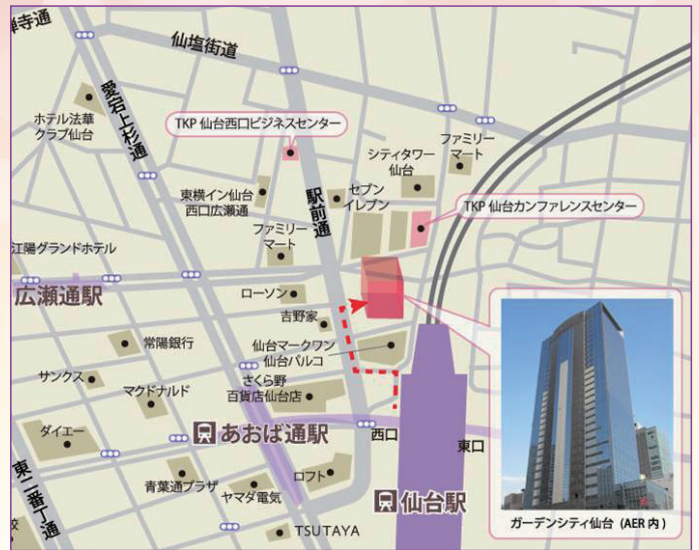 禅寺通
仙塩街道
愛宕上杉通
ホテル法華
クラブ仙台
TKP 仙台西口ビジネスセンター
ファミリー
マート
シティタワー
仙台
東横イン仙台
西口広瀬通
駅前通
セブン
イレブン
TKP 仙台カンファレンスセンター
江陽グランドホテル
ファミリー
マート
広瀬通駅
ローソン
吉野家
常陽銀行
仙台マークワン
仙台パルコ
サンクス
マクドナルド
さくら野
百貨店仙台店
ダイエー
あおば通駅
西口
東口
東二番丁通
青葉通プラザ
ヤマダ電気
ロフト
仙台駅
TSUTAYA
ガーデンシティ仙台 (AER 内)
校